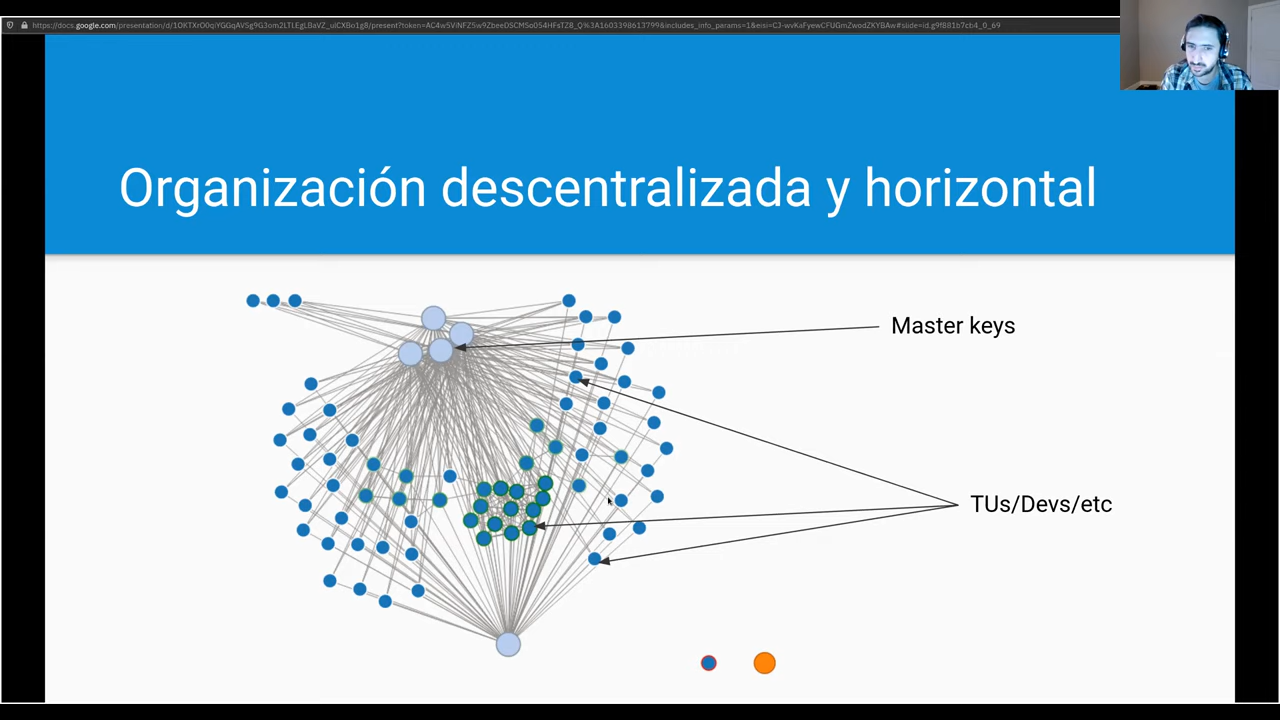 Organización descentralizada y horizontal
Master keys
TUs/Devs/etc